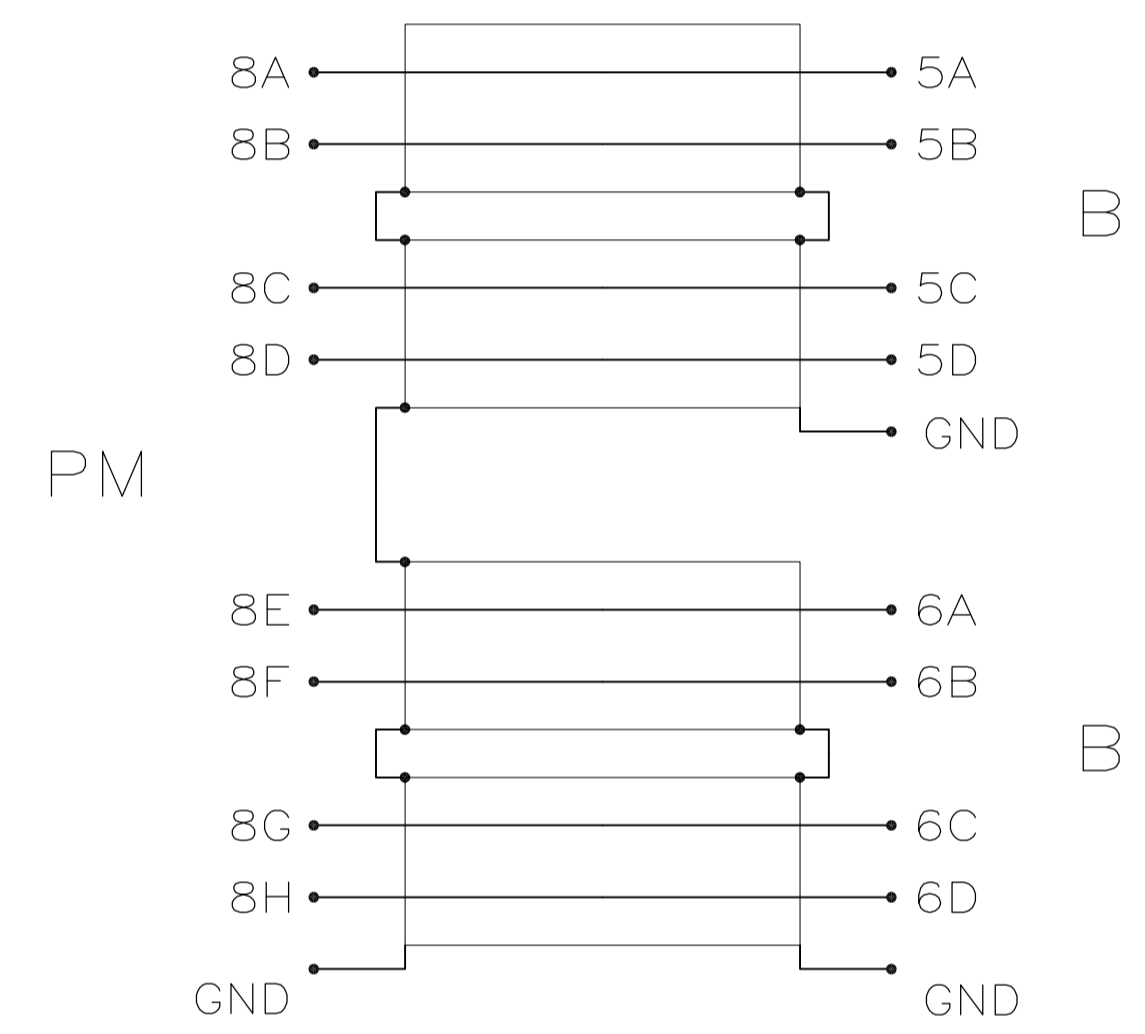 8A 5A
8B 5B
B
8C 5C
8D 5D
GND
PM
8E 6A
8F 6B
B
8G 6C
8H 6D
GND GND